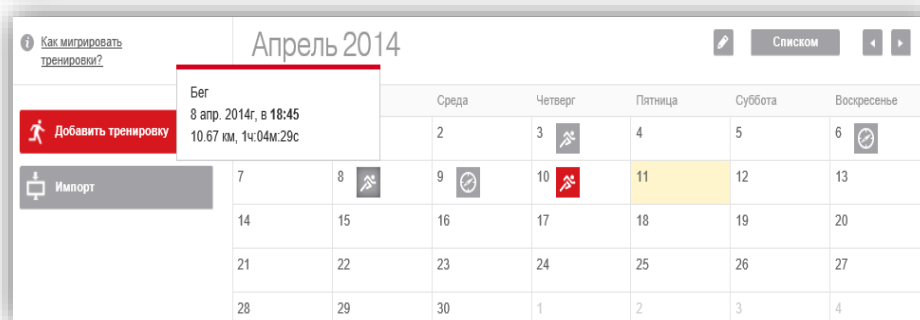 Как мигрировать
тренировки?
Апрель 2014
Списком
Бег
8 апр. 2014г, в 18:45
10.67 км, 1ч:04м:29с
Добавить тренировку
Импорт
Среда Четверг Пятница Суббота Воскресенье
2 3 4 5 6
7 8 9 10 11 12 13
14 15 16 17 18 19 20
21 22 23 24 25 26 27
28 29 30 1 2 3 4